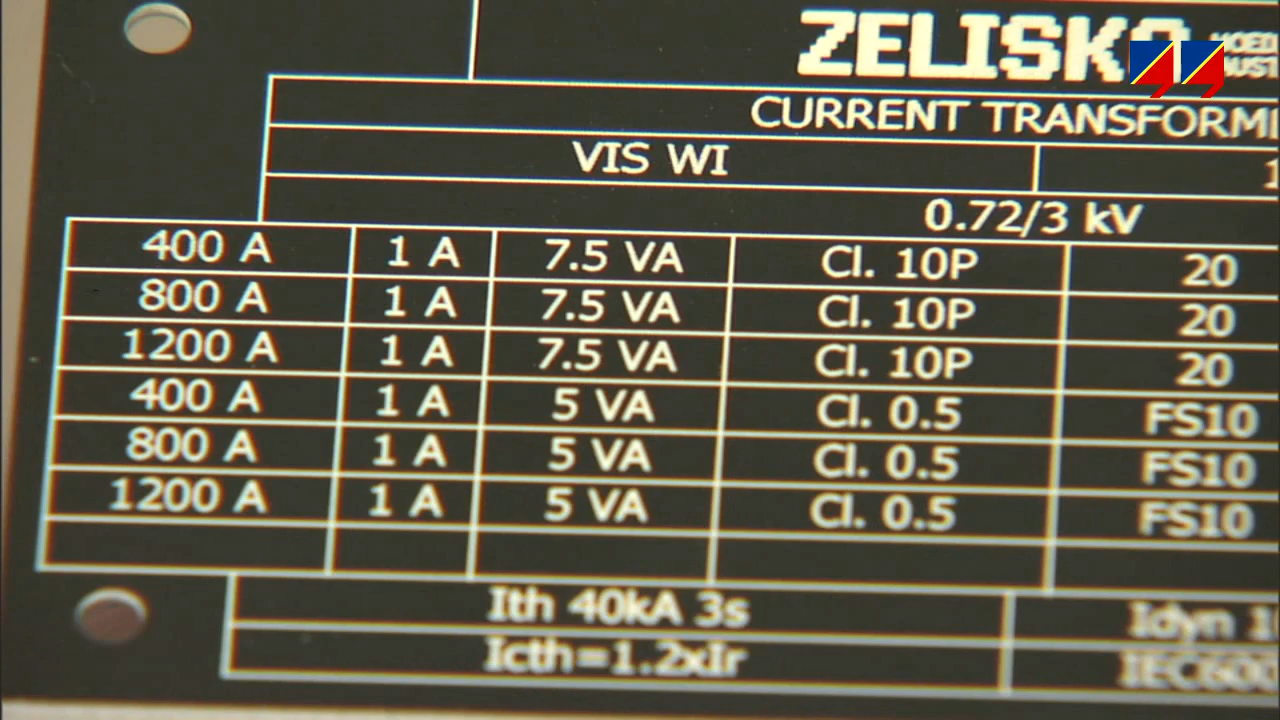 ZELISKO
CURRENT TRANSFORM
VIS WI
0.72/3 kV
400 A 1 A 7.5 VA Cl. 10P 20
800 A 1 A 7.5 VA Cl. 10P 20
1200 A 1 A 7.5 VA Cl. 10P 20
400 A 1 A 5 VA Cl. 0.5 FS10
800 A 1 A 5 VA Cl. 0.5 FS10
1200 A 1 A 5 VA Cl. 0.5 FS10
Ith 40kA 3s Idyn
Icth=1.2xIr IEC600